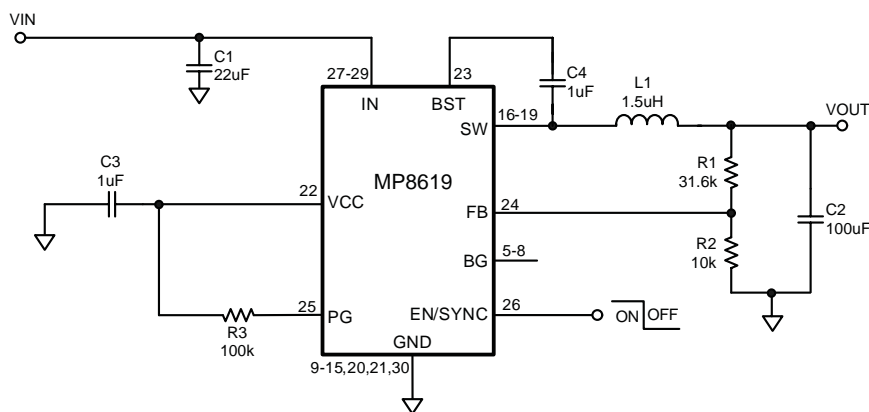 VIN
C1
22uF
27-29
23
C4
1uF
IN
BST
16-19
L1
1.5uH
VOUT
SW
C3
1uF
MP8619
R1
31.6k
22
VCC
FB
24
C2
100uF
BG
5-8
R2
10k
25
PG
EN/SYNC
26
ON
OFF
R3
100k
GND
9-15,20,21,30